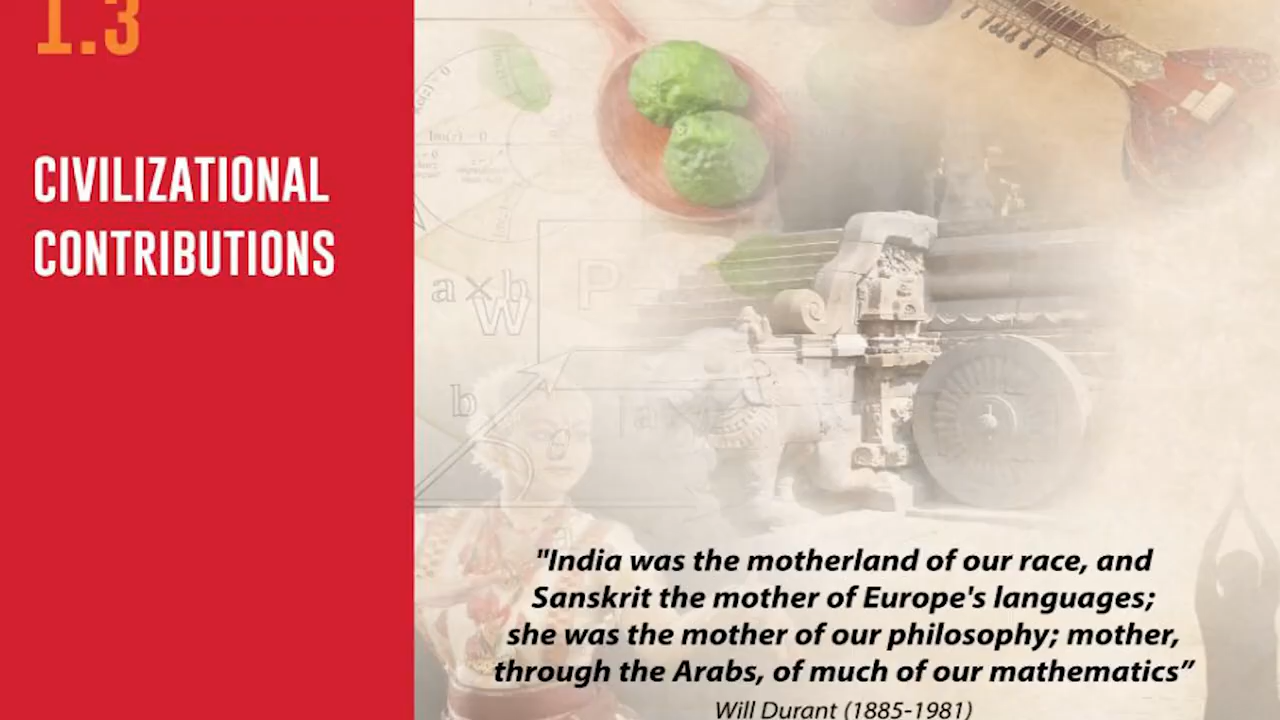 1.3
CIVILIZATIONAL
CONTRIBUTIONS
Im(z) = 0
a×b
W
P
b
"India was the motherland of our race, and
Sanskrit the mother of Europe's languages;
she was the mother of our philosophy; mother,
through the Arabs, of much of our mathematics”
Will Durant (1885-1981)